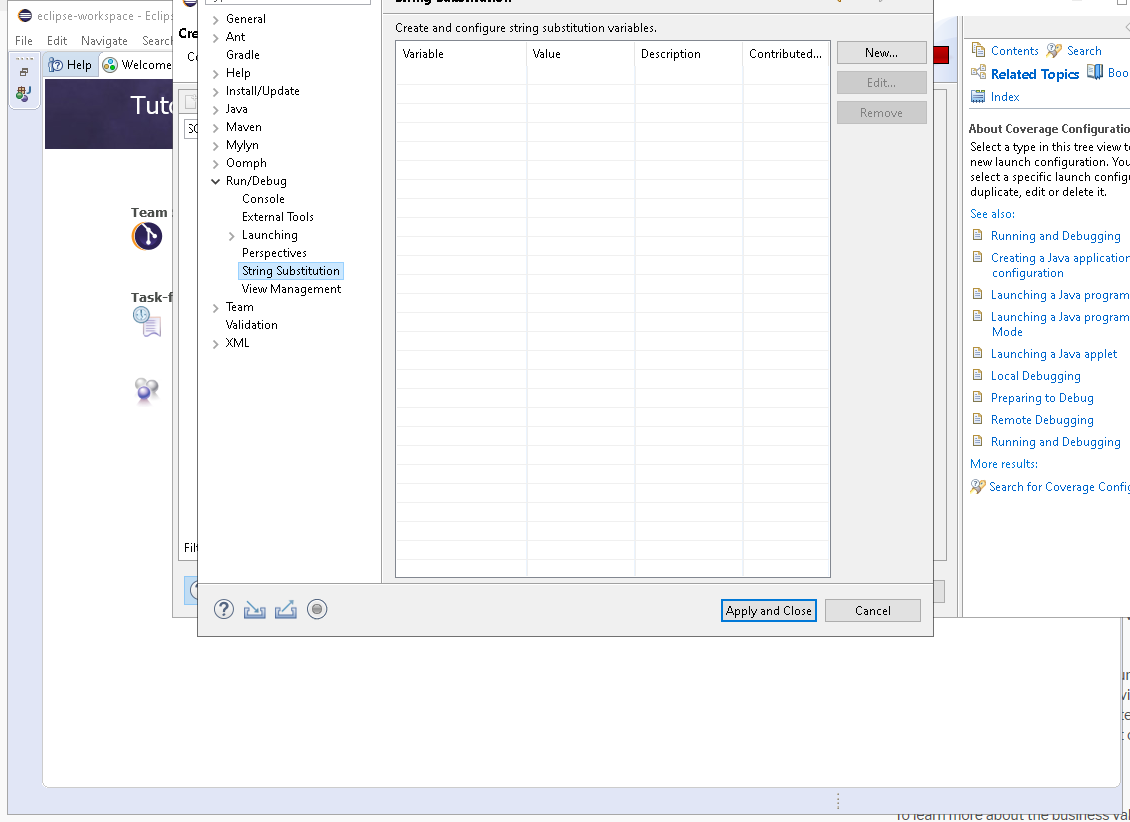 eclipse-workspace - Eclips
File Edit Navigate Search
Help
Welcome
General
Ant
Gradle
Help
Install/Update
Java
Maven
Mylyn
Oomph
Run/Debug
Console
External Tools
Launching
Perspectives
String Substitution
View Management
Team
Validation
XML
Create and configure string substitution variables.
Variable Value Description Contributed...
New...
Edit...
Remove
Apply and Close
Cancel
Contents Search
Related Topics Boo
Index
About Coverage Configuratio
Select a type in this tree view to
new launch configuration. You
select a specific launch configu
duplicate, edit or delete it.
See also:
Running and Debugging
Creating a Java application
configuration
Launching a Java program
Launching a Java program
Mode
Launching a Java applet
Local Debugging
Preparing to Debug
Remote Debugging
Running and Debugging
More results:
Search for Coverage Config
Tuto
Team
Task-f
Cre
Filt
To learn more about the business val